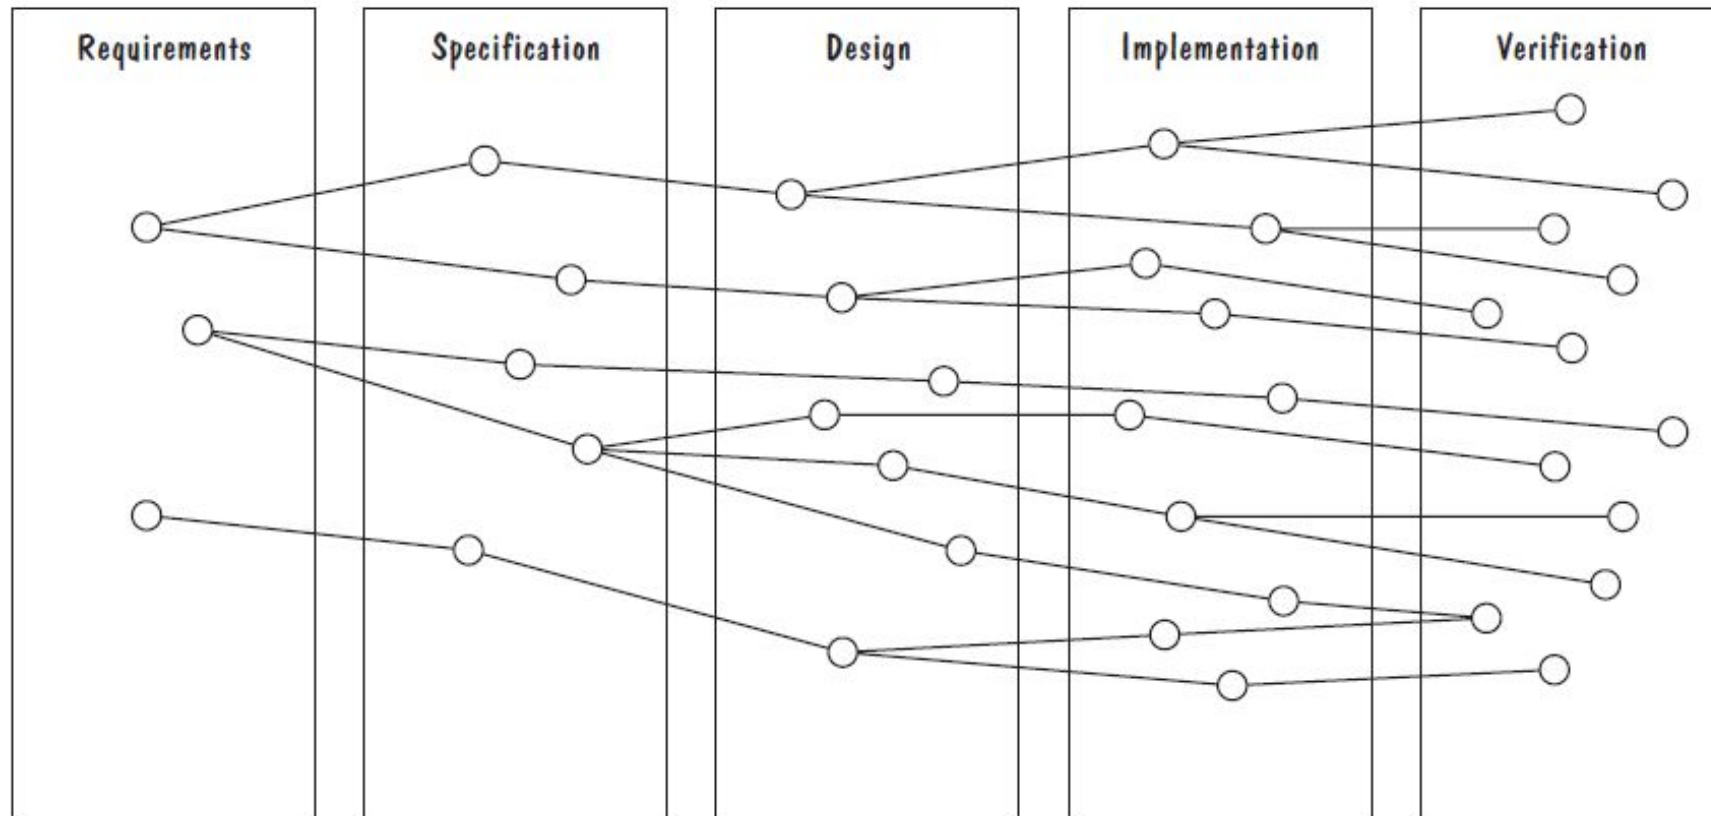 Requirements
Specification
Design
Implementation
Verification